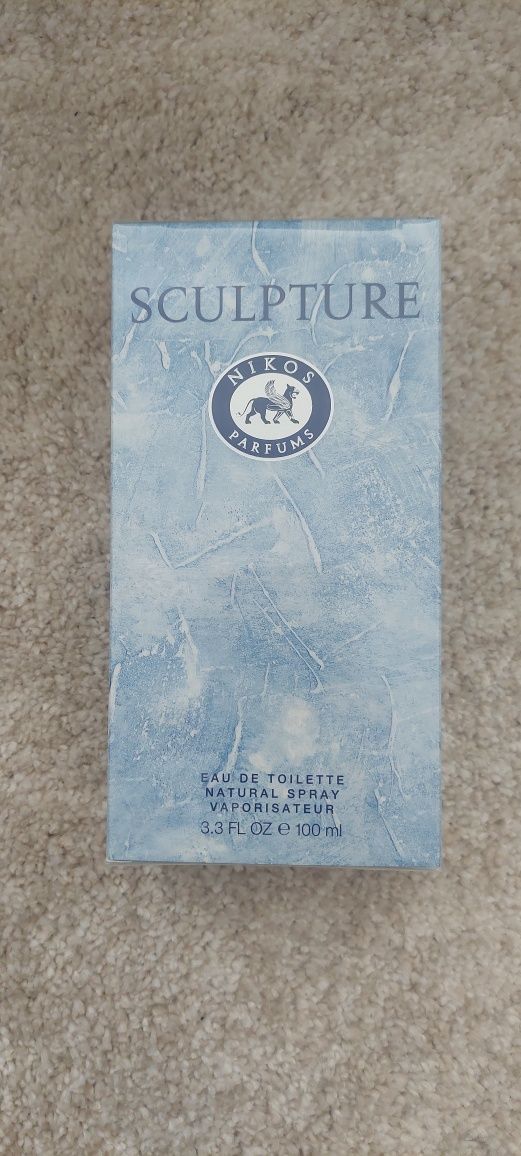 SCULPTURE
NIKOS
PARFUMS
EAU DE TOILETTE
NATURAL SPRAY
VAPORISATEUR
3.3 FL OZ ℮ 100 ml